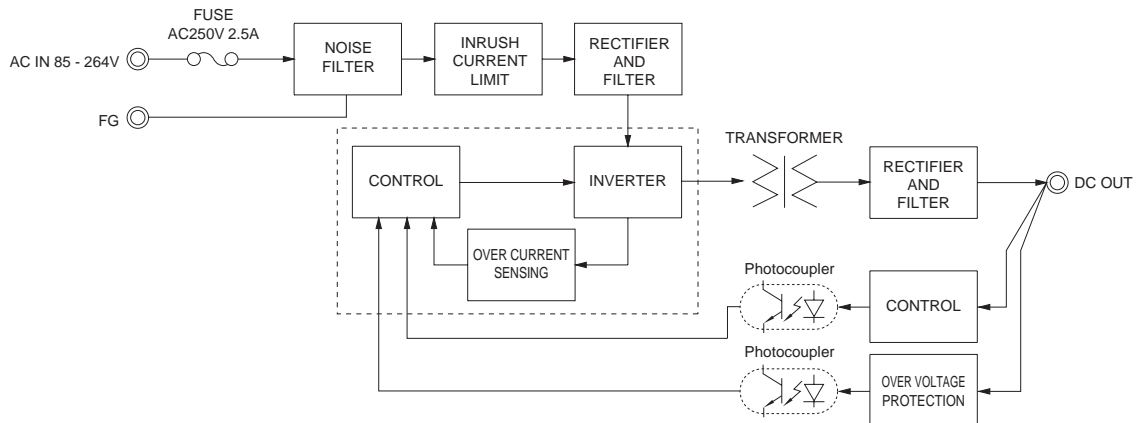 FUSE
AC250V 2.5A
AC IN 85 - 264V
NOISE
FILTER
INRUSH
CURRENT
LIMIT
RECTIFIER
AND
FILTER
FG
TRANSFORMER
CONTROL
INVERTER
RECTIFIER
AND
FILTER
DC OUT
OVER CURRENT
SENSING
Photocoupler
CONTROL
Photocoupler
OVER VOLTAGE
PROTECTION